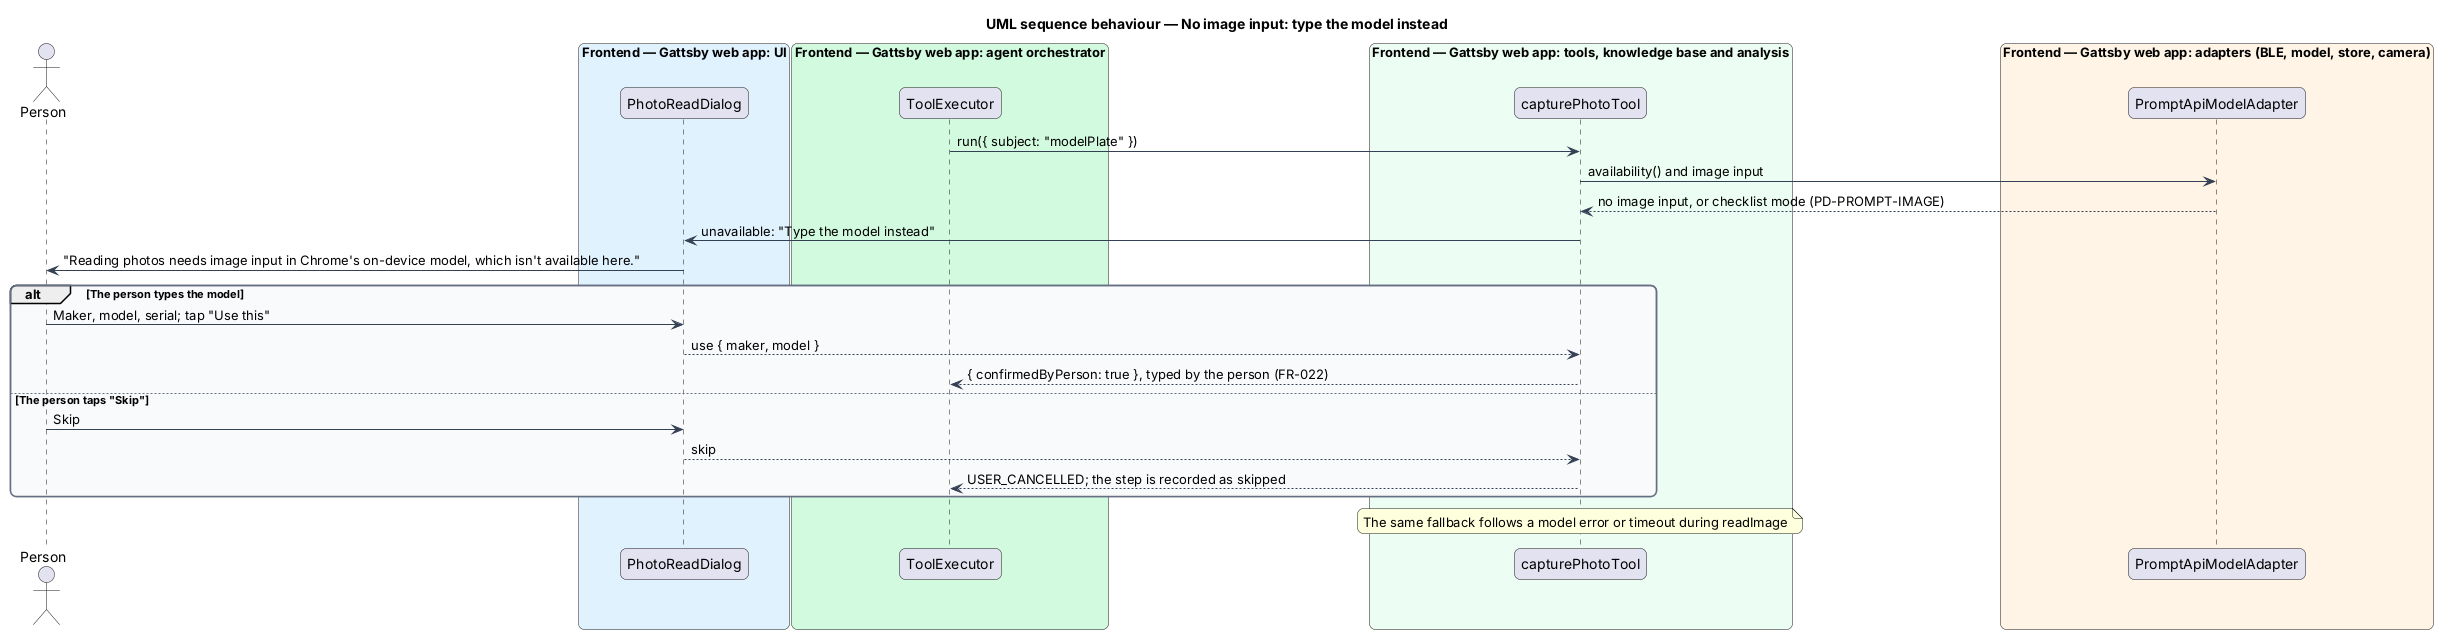 UML sequence behaviour — No image input: type the model instead
Frontend — Gattsby web app: UI
Frontend — Gattsby web app: agent orchestrator
Frontend — Gattsby web app: tools, knowledge base and analysis
Frontend — Gattsby web app: adapters (BLE, model, store, camera)
Person
PhotoReadDialog
ToolExecutor
capturePhotoTool
PromptApiModelAdapter
run({ subject: "modelPlate" })
availability() and image input
no image input, or checklist mode (PD-PROMPT-IMAGE)
unavailable: "Type the model instead"
"Reading photos needs image input in Chrome's on-device model, which isn't available here."
alt [The person types the model]
Maker, model, serial; tap "Use this"
use { maker, model }
{ confirmedByPerson: true }, typed by the person (FR-022)
[The person taps "Skip"]
Skip
skip
USER_CANCELLED; the step is recorded as skipped
The same fallback follows a model error or timeout during readImage
Person
PhotoReadDialog
ToolExecutor
capturePhotoTool
PromptApiModelAdapter